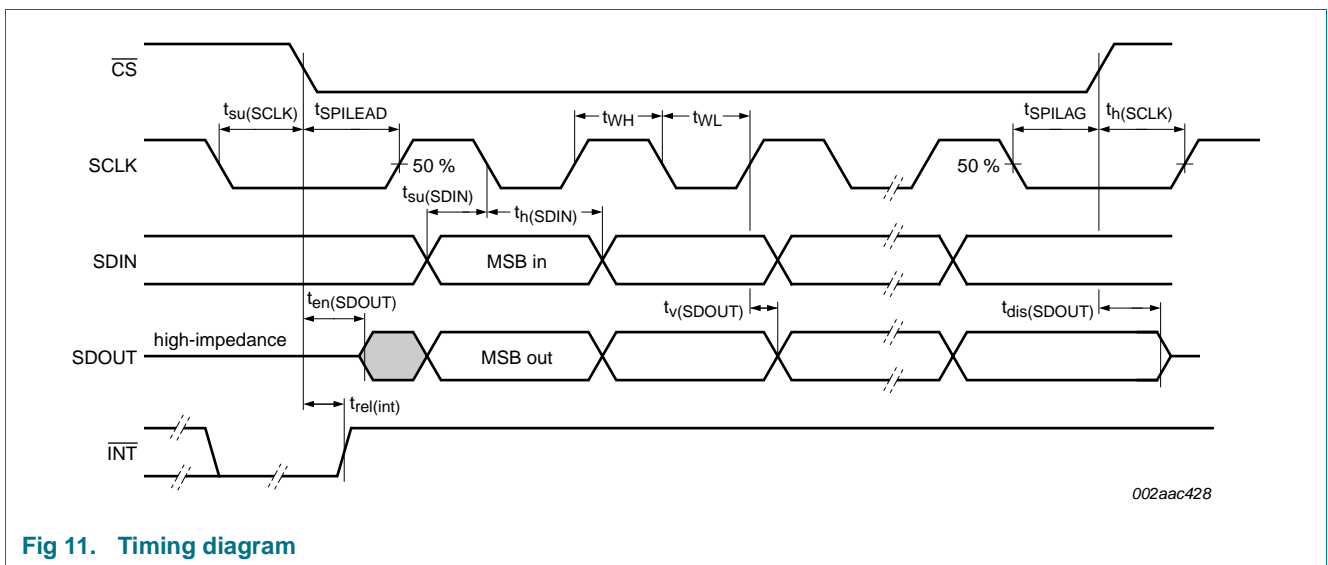 CS
tsu(SCLK) tSPILEAD tWH tWL tSPILAG th(SCLK)
SCLK 50 % 50 %
tsu(SDIN) th(SDIN)
SDIN MSB in
ten(SDOUT) tv(SDOUT) tdis(SDOUT)
high-impedance
SDOUT MSB out
trel(int)
INT
002aac428
Fig 11. Timing diagram